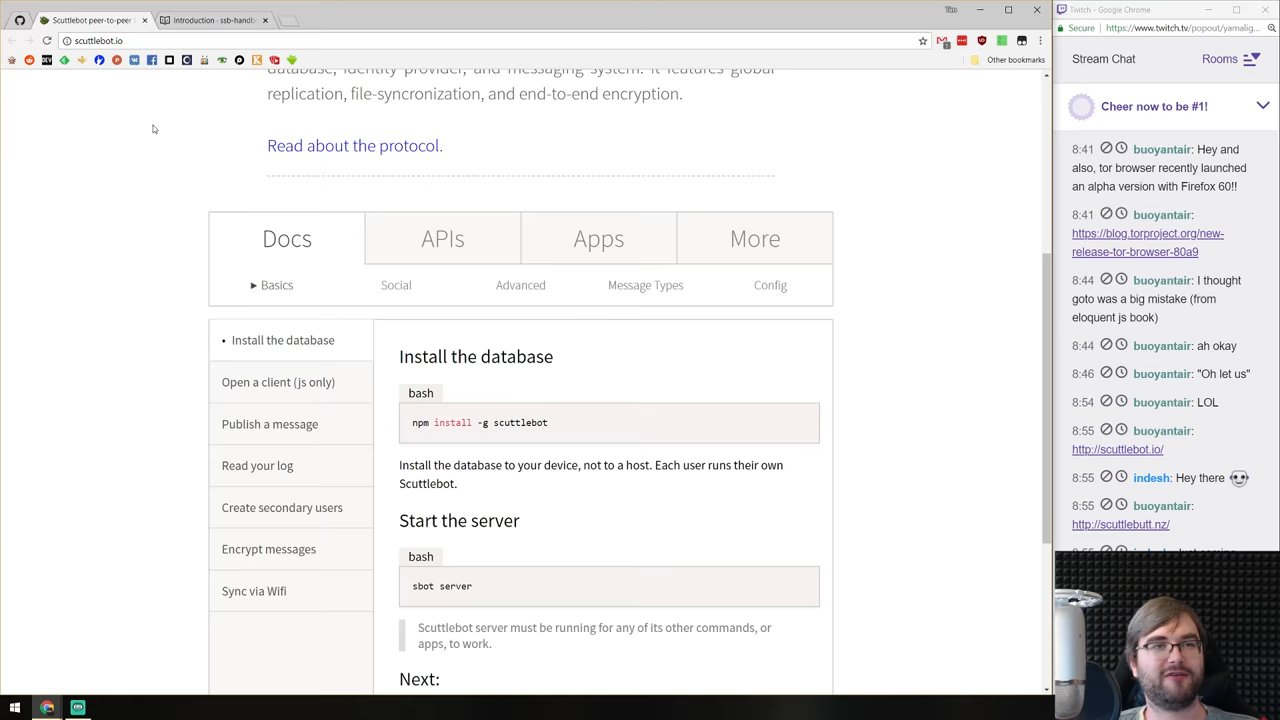 Scuttlebot peer-to-peer
Introduction · ssb-handb
Tim
Twitch - Google Chrome
scuttlebot.io
Secure
https://www.twitch.tv/popout/yamalig...
Other bookmarks
Stream Chat
Rooms
Cheer now to be #1!
database, identity provider, and messaging system. It features global
replication, file-syncronization, and end-to-end encryption.
Read about the protocol.
Docs
APIs
Apps
More
Basics
Social
Advanced
Message Types
Config
• Install the database
Open a client (js only)
Publish a message
Read your log
Create secondary users
Encrypt messages
Sync via Wifi
Install the database
bash
npm install -g scuttlebot
Install the database to your device, not to a host. Each user runs their own
Scuttlebot.
Start the server
bash
sbot server
Scuttlebot server must be running for any of its other commands, or
apps, to work.
Next:
8:41 buoyantair: Hey and
also, tor browser recently launched
an alpha version with Firefox 60!!
8:41 buoyantair:
https://blog.torproject.org/new-
release-tor-browser-80a9
8:44 buoyantair: I thought
goto was a big mistake (from
eloquent js book)
8:44 buoyantair: ah okay
8:46 buoyantair: "Oh let us"
8:54 buoyantair: LOL
8:55 buoyantair:
http://scuttlebot.io/
8:55 indesh: Hey there
8:55 buoyantair:
http://scuttlebutt.nz/